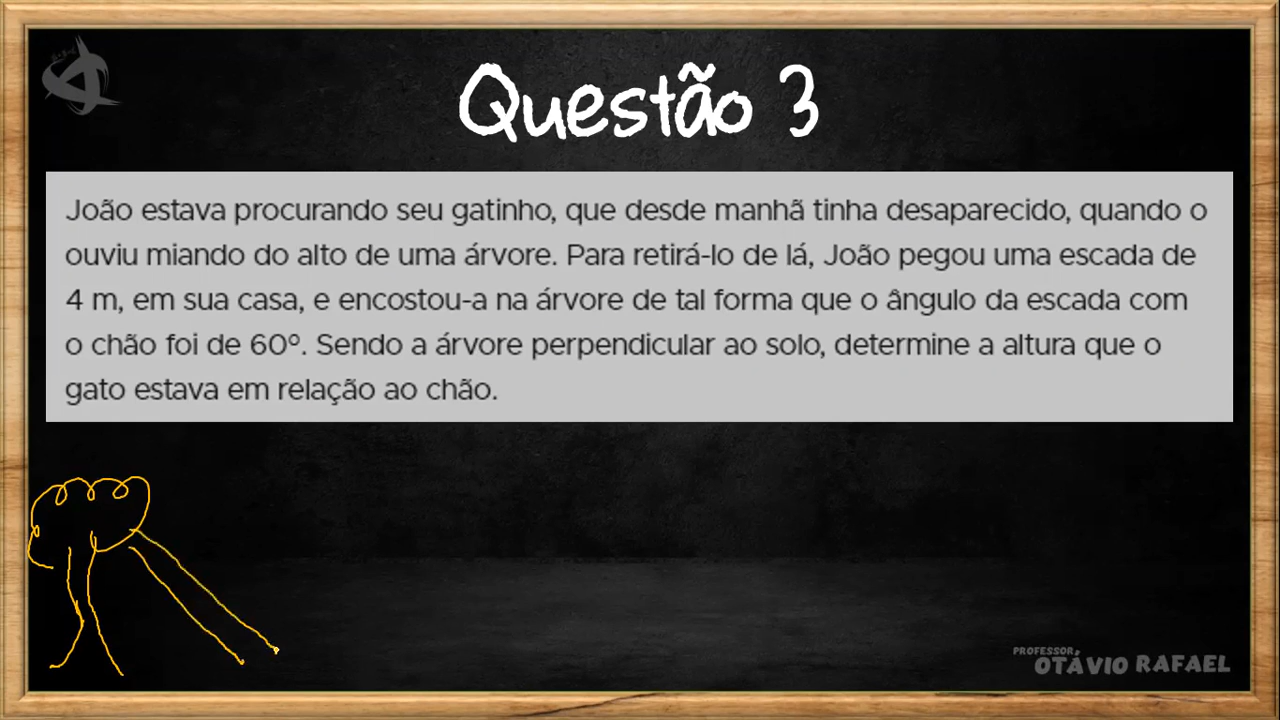 Questão 3
João estava procurando seu gatinho, que desde manhã tinha desaparecido, quando o
ouviu miando do alto de uma árvore. Para retirá-lo de lá, João pegou uma escada de
4 m, em sua casa, e encostou-a na árvore de tal forma que o ângulo da escada com
o chão foi de 60º. Sendo a árvore perpendicular ao solo, determine a altura que o
gato estava em relação ao chão.
PROFESSOR
OTÁVIO RAFAEL